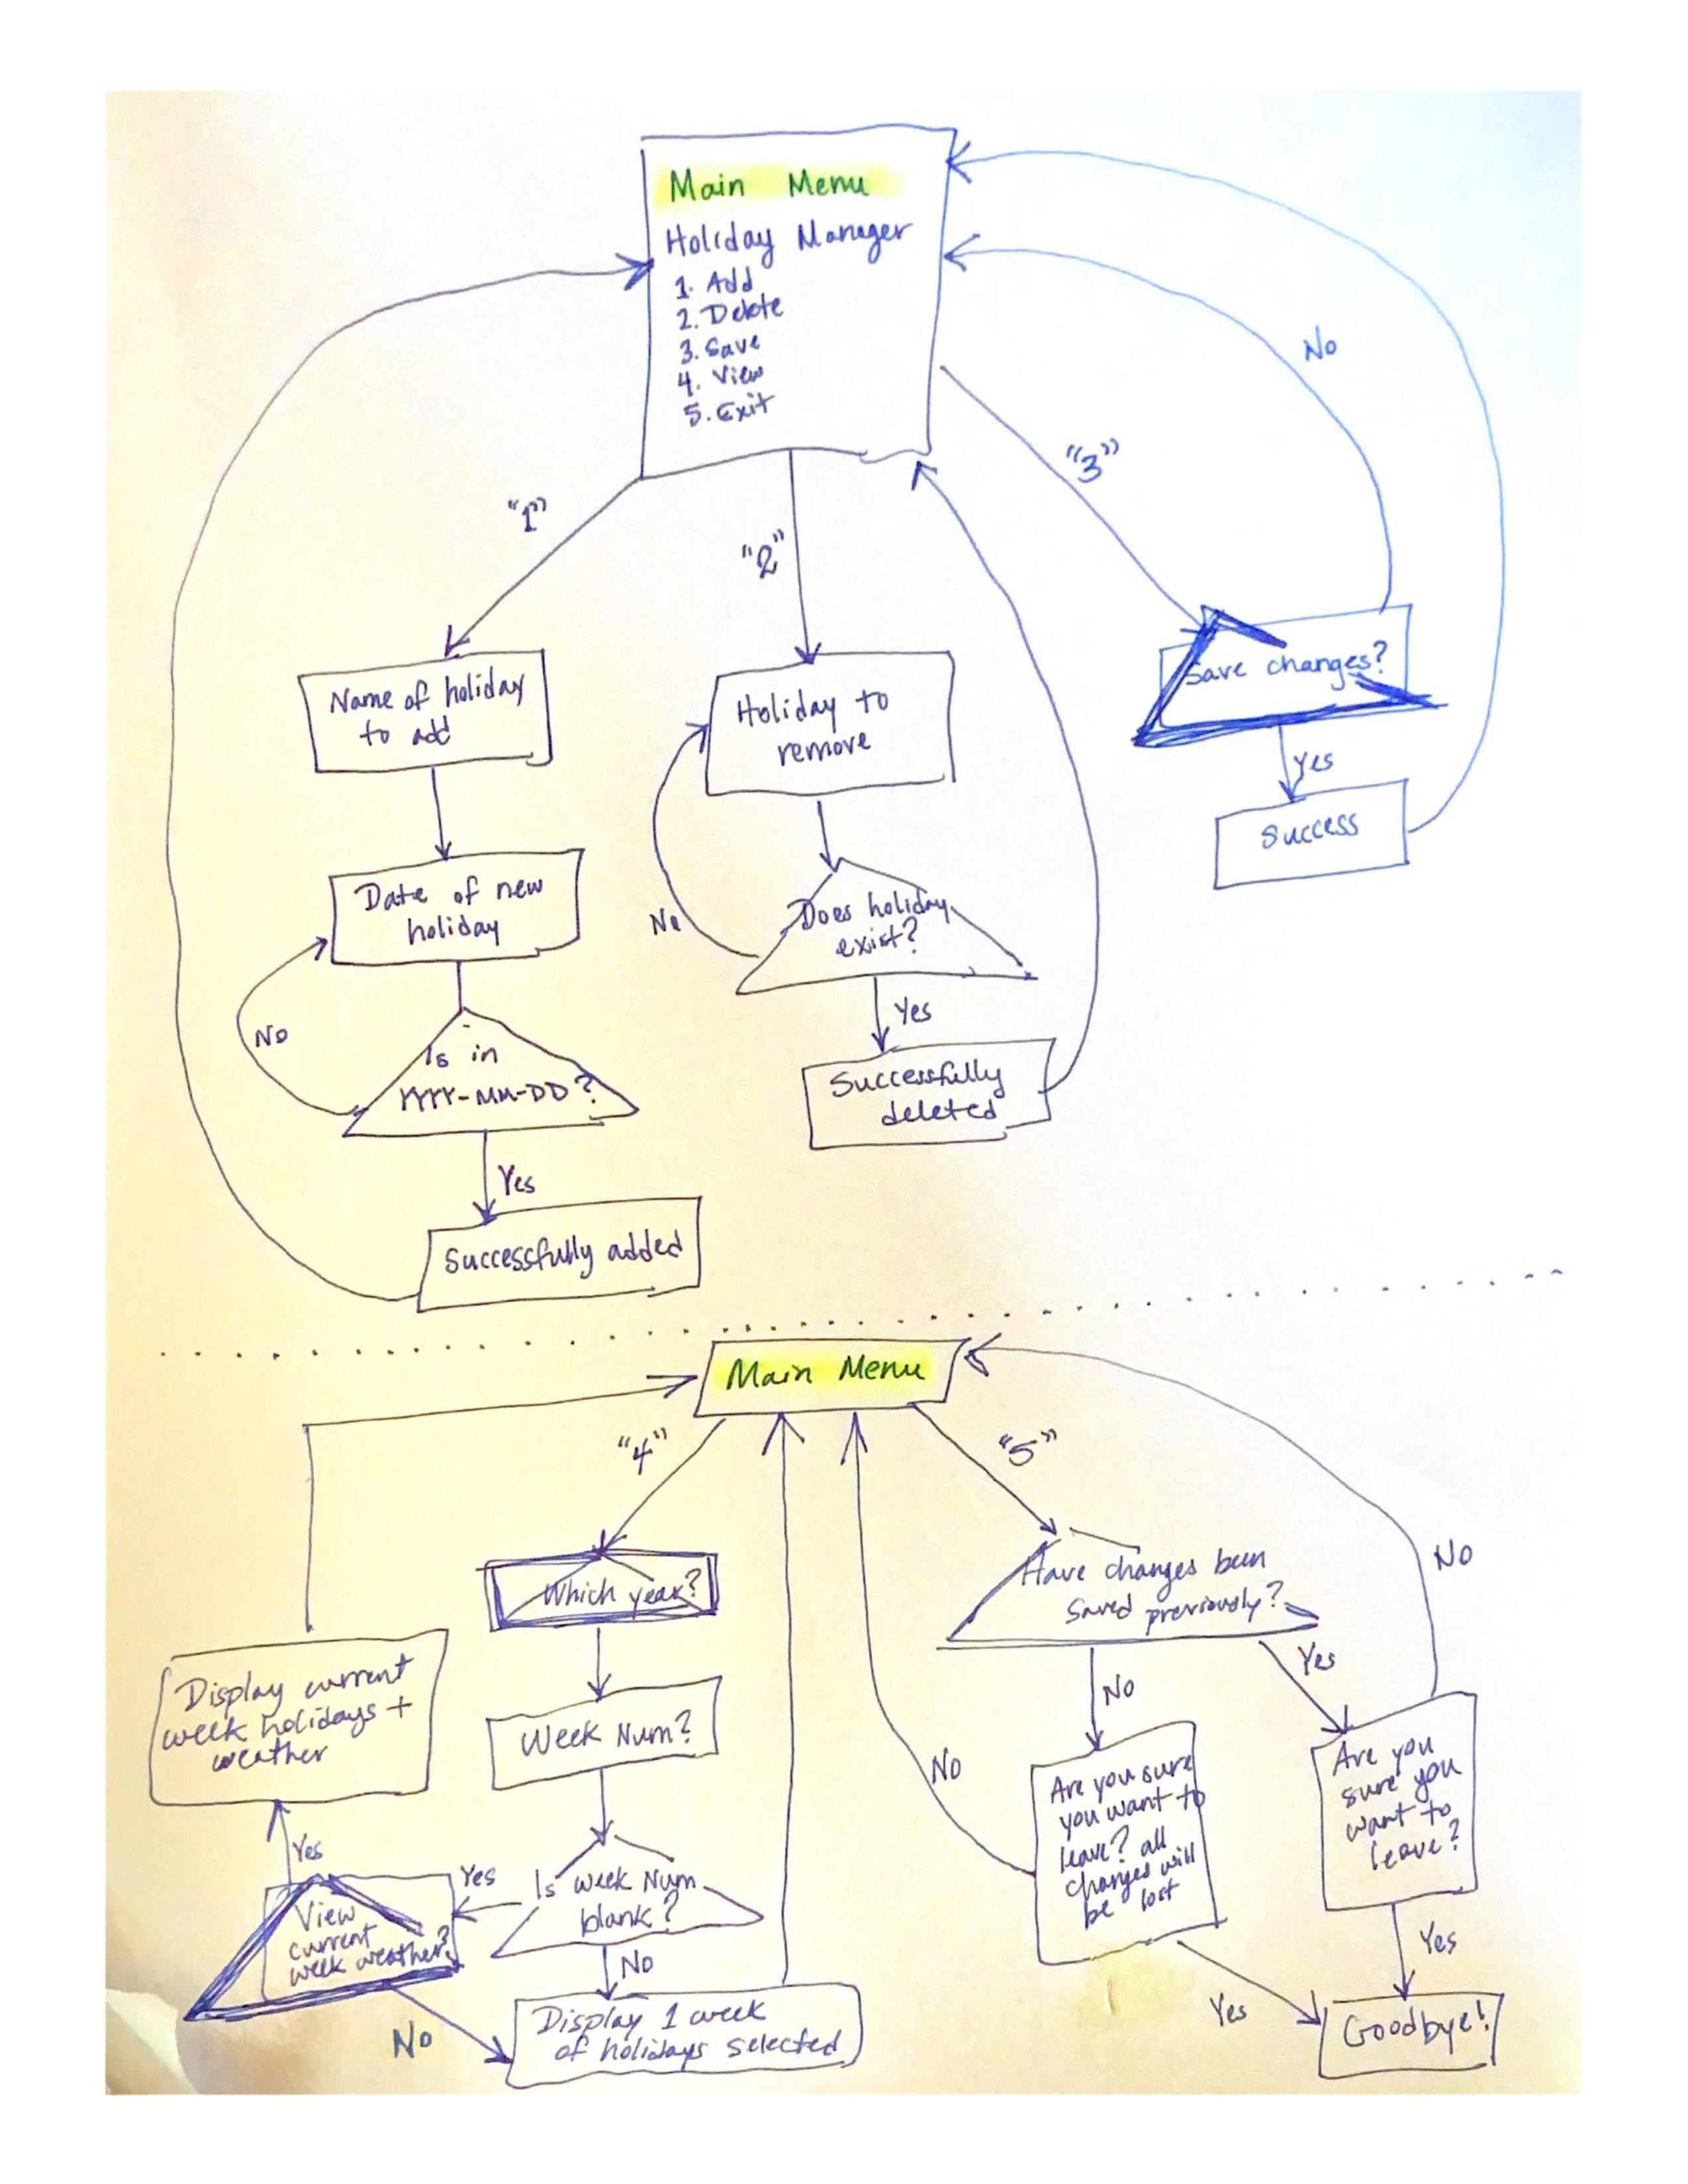 Main Menu
Holiday Manager
1. Add
2. Delete
3. Save
4. View
5. Exit
"1"
"2"
"3"
No
Name of holiday
to add
Date of new
holiday
No
Is in
YYYY-MM-DD?
Yes
Successfully added
Holiday to
remove
No
Does holiday
exist?
Yes
Successfully
deleted
Save changes?
Yes
Success
Main Menu
"4"
"5"
Which year?
Week Num?
Is week Num
blank?
Yes
No
View
current
week weather?
Yes
No
Display current
week holidays +
weather
Display 1 week
of holidays selected
Have changes been
saved previously?
No
Yes
Are you sure
you want to
leave? all
changes will
be lost
No
Yes
Are you
sure you
want to
leave?
No
Yes
Goodbye!